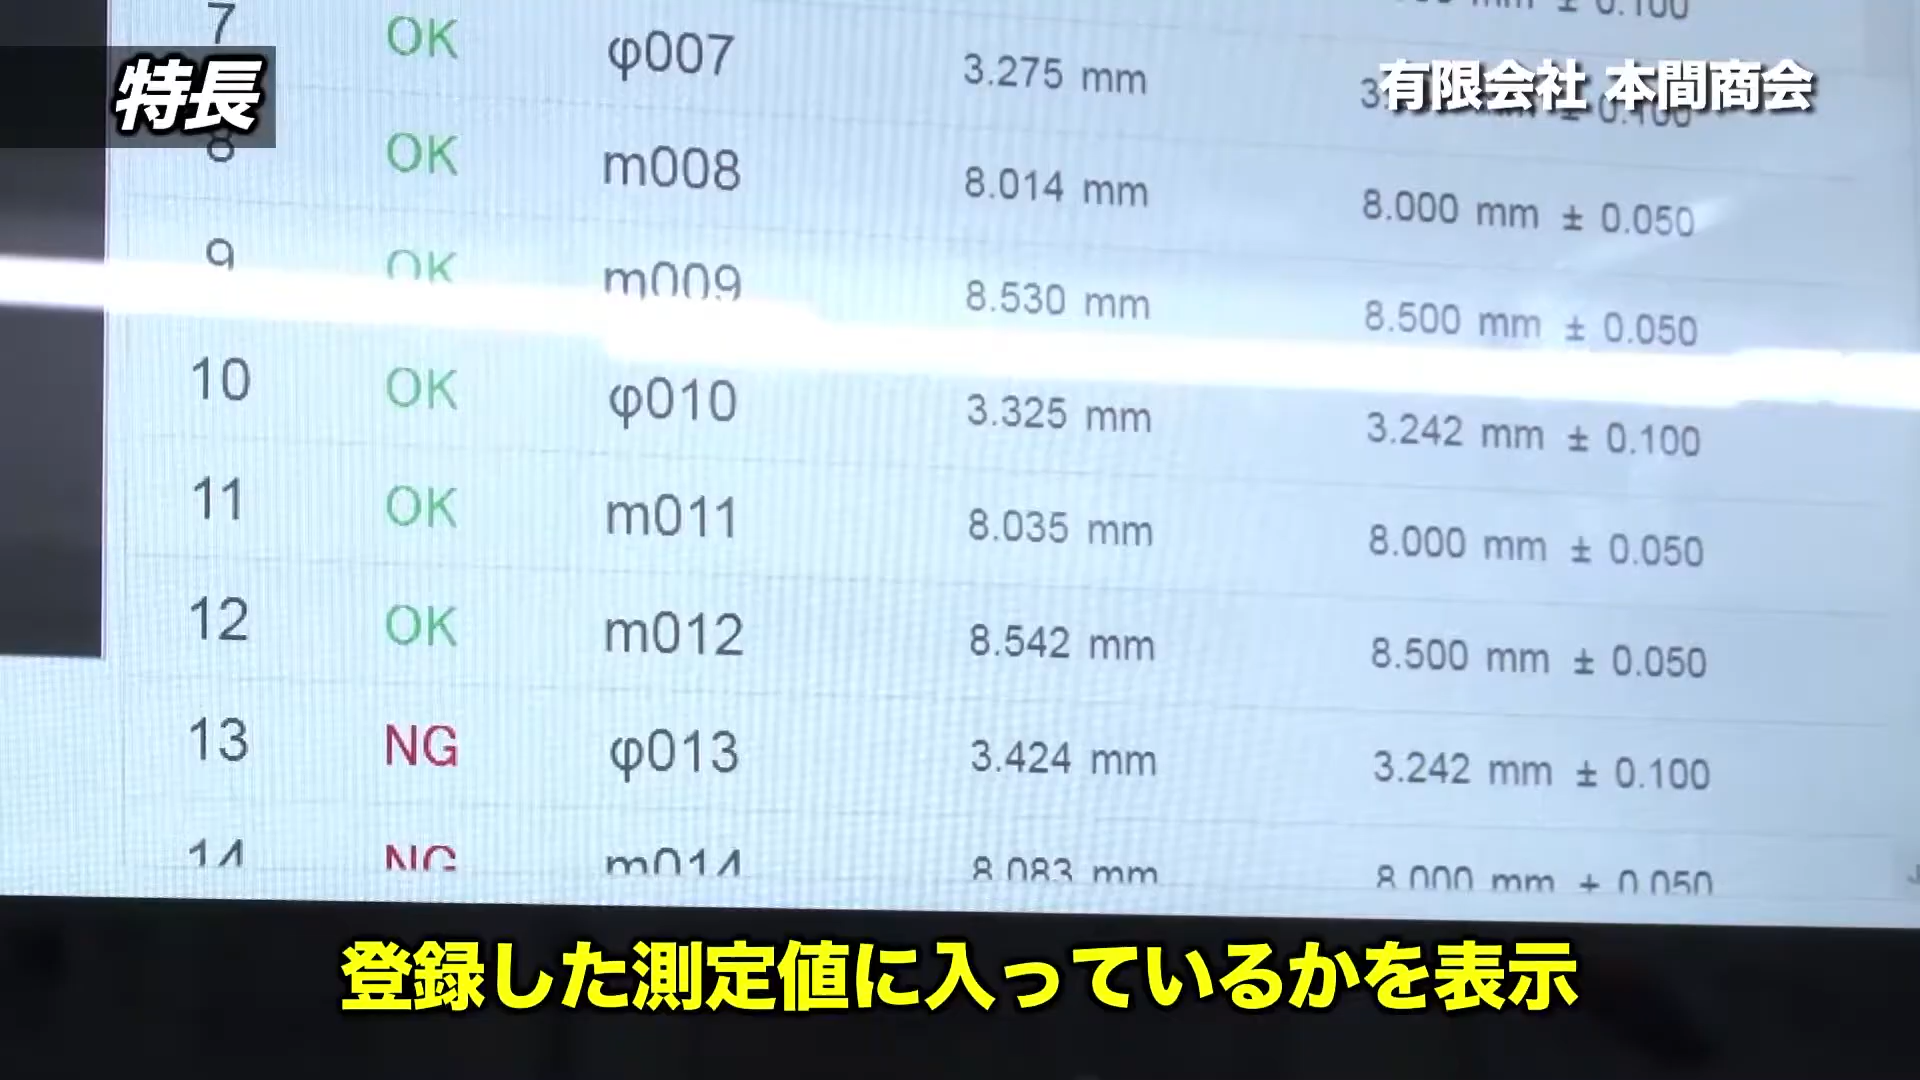 ± 0.100
7 OK φ007 3.275 mm
特長
有限会社 本間商会
8 OK m008 8.014 mm 8.000 mm ± 0.050
9 OK m009 8.530 mm 8.500 mm ± 0.050
10 OK φ010 3.325 mm 3.242 mm ± 0.100
11 OK m011 8.035 mm 8.000 mm ± 0.050
12 OK m012 8.542 mm 8.500 mm ± 0.050
13 NG φ013 3.424 mm 3.242 mm ± 0.100
14 NG m014 8.083 mm 8.000 mm ± 0.050
登録した測定値に入っているかを表示